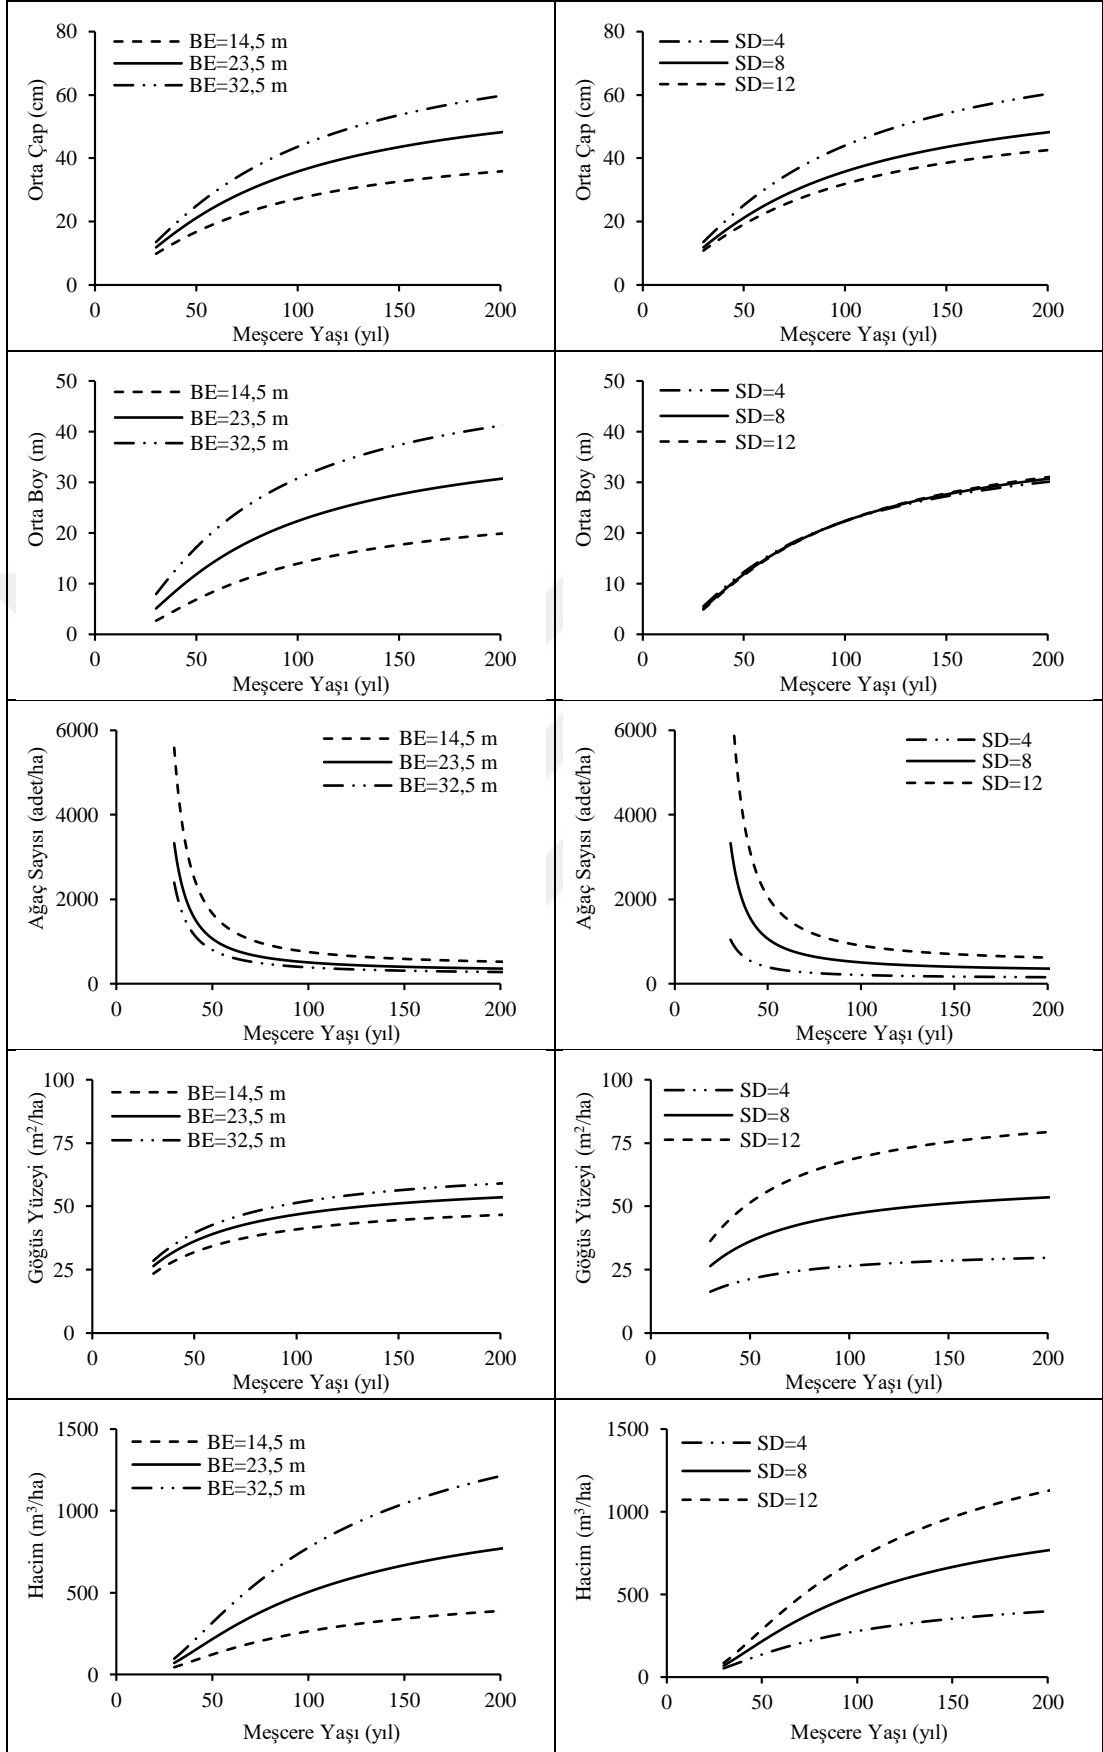 80
60
40
20
0
Orta Çap (cm)
BE=14,5 m
BE=23,5 m
BE=32,5 m
0 50 100 150 200
Meşcere Yaşı (yıl)
80
60
40
20
0
Orta Çap (cm)
SD=4
SD=8
SD=12
0 50 100 150 200
Meşcere Yaşı (yıl)
50
40
30
20
10
0
Orta Boy (m)
BE=14,5 m
BE=23,5 m
BE=32,5 m
0 50 100 150 200
Meşcere Yaşı (yıl)
50
40
30
20
10
0
Orta Boy (m)
SD=4
SD=8
SD=12
0 50 100 150 200
Meşcere Yaşı (yıl)
6000
4000
2000
0
Ağaç Sayısı (adet/ha)
BE=14,5 m
BE=23,5 m
BE=32,5 m
0 50 100 150 200
Meşcere Yaşı (yıl)
6000
4000
2000
0
Ağaç Sayısı (adet/ha)
SD=4
SD=8
SD=12
0 50 100 150 200
Meşcere Yaşı (yıl)
100
75
50
25
0
Göğüs Yüzeyi (m²/ha)
BE=14,5 m
BE=23,5 m
BE=32,5 m
0 50 100 150 200
Meşcere Yaşı (yıl)
100
75
50
25
0
Göğüs Yüzeyi (m²/ha)
SD=4
SD=8
SD=12
0 50 100 150 200
Meşcere Yaşı (yıl)
1500
1000
500
0
Hacim (m³/ha)
BE=14,5 m
BE=23,5 m
BE=32,5 m
0 50 100 150 200
Meşcere Yaşı (yıl)
1500
1000
500
0
Hacim (m³/ha)
SD=4
SD=8
SD=12
0 50 100 150 200
Meşcere Yaşı (yıl)